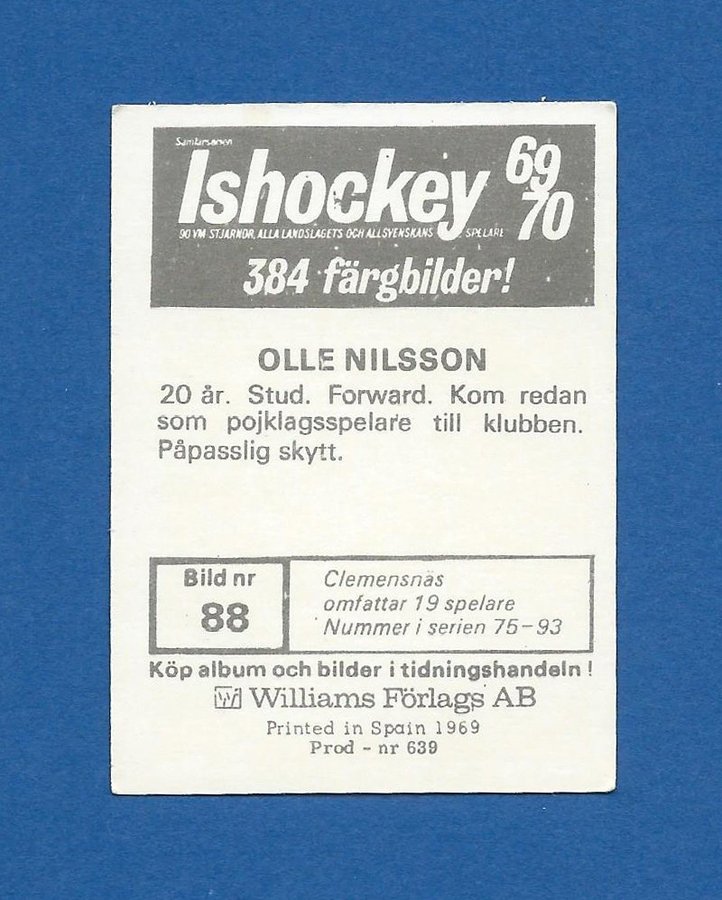 Samlarserien
Ishockey 69
70
90 VM STJÄRNOR, ALLA LANDSLAGETS OCH ALLSVENSKANS SPELARE
384 färgbilder!
OLLE NILSSON
20 år. Stud. Forward. Kom redan
som pojklagsspelare till klubben.
Påpasslig skytt.
Bild nr
88
Clemensnäs
omfattar 19 spelare
Nummer i serien 75-93
Köp album och bilder i tidningshandeln!
W Williams Förlags AB
Printed in Spain 1969
Prod - nr 639